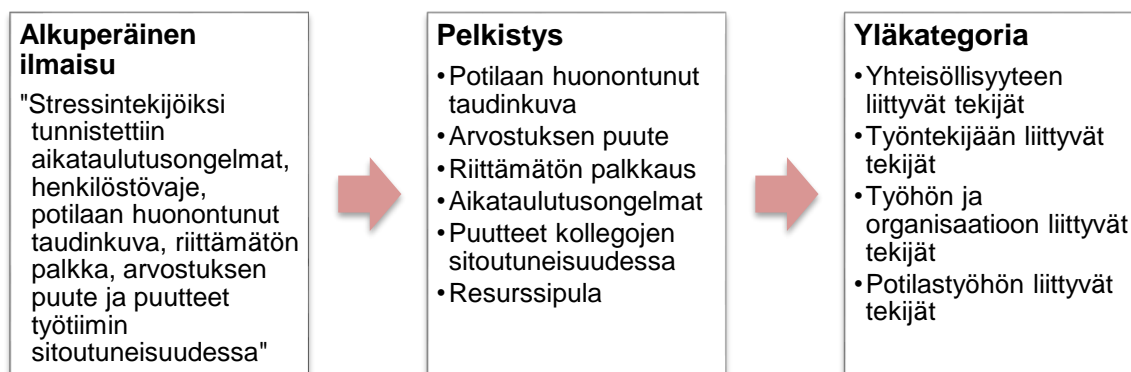 Alkuperäinen
ilmaisu
"Stressintekijöiksi
tunnistettiin
aikataulutusongelmat,
henkilöstövaje,
potilaan huonontunut
taudinkuva, riittämätön
palkka, arvostuksen
puute ja puutteet
työtiimin
sitoutuneisuudessa"
Pelkistys
•Potilaan huonontunut
taudinkuva
•Arvostuksen puute
•Riittämätön palkkaus
•Aikataulutusongelmat
•Puutteet kollegojen
sitoutuneisuudessa
•Resurssipula
Yläkategoria
•Yhteisöllisyyteen
liittyvät tekijät
•Työntekijään liittyvät
tekijät
•Työhön ja
organisaatioon liittyvät
tekijät
•Potilastyöhön liittyvät
tekijät